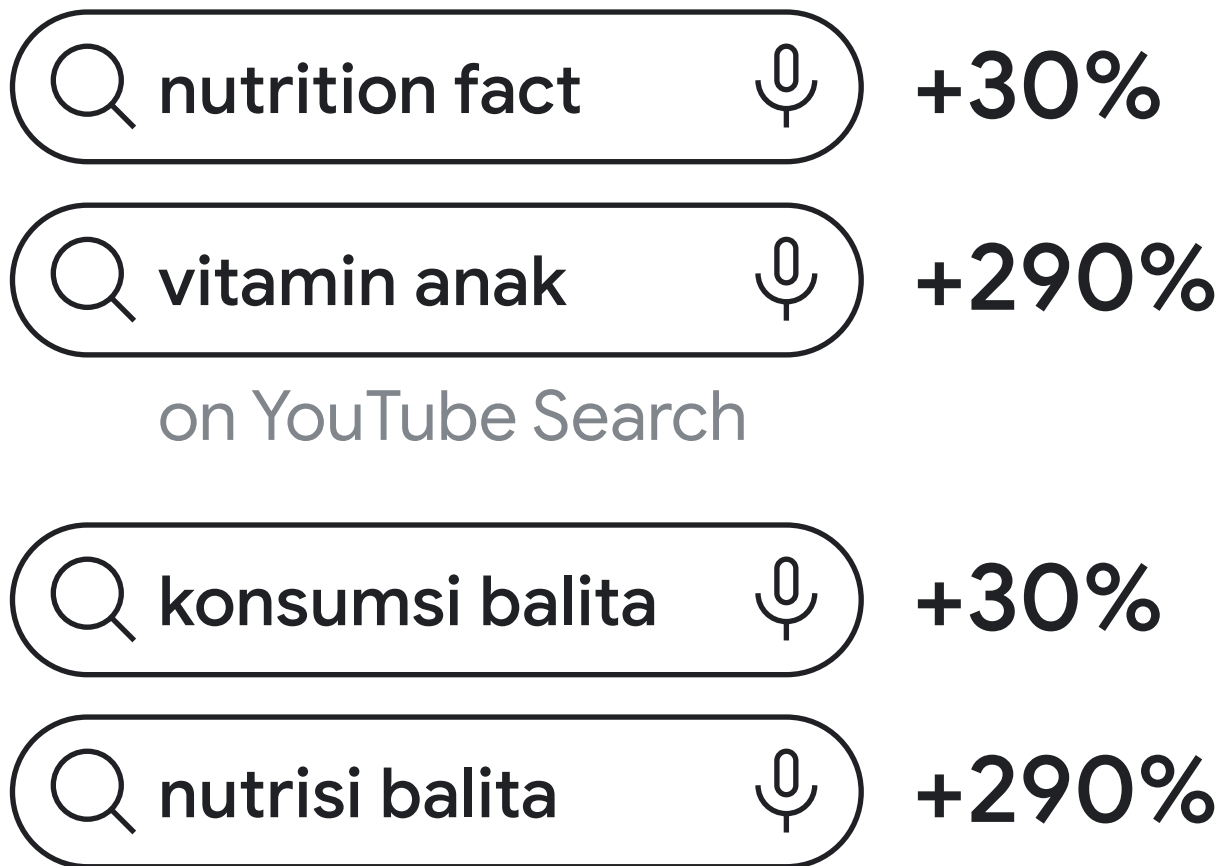 nutrition fact +30%
vitamin anak +290%
on YouTube Search
konsumsi balita +30%
nutrisi balita +290%